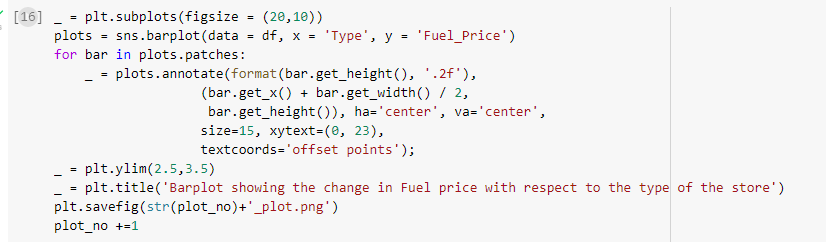 [16] _ = plt.subplots(figsize = (20,10))
plots = sns.barplot(data = df, x = 'Type', y = 'Fuel_Price')
for bar in plots.patches:
    _ = plots.annotate(format(bar.get_height(), '.2f'),
                   (bar.get_x() + bar.get_width() / 2,
                    bar.get_height()), ha='center', va='center',
                   size=15, xytext=(0, 23),
                   textcoords='offset points');
_ = plt.ylim(2.5,3.5)
_ = plt.title('Barplot showing the change in Fuel price with respect to the type of the store')
plt.savefig(str(plot_no)+'_plot.png')
plot_no +=1